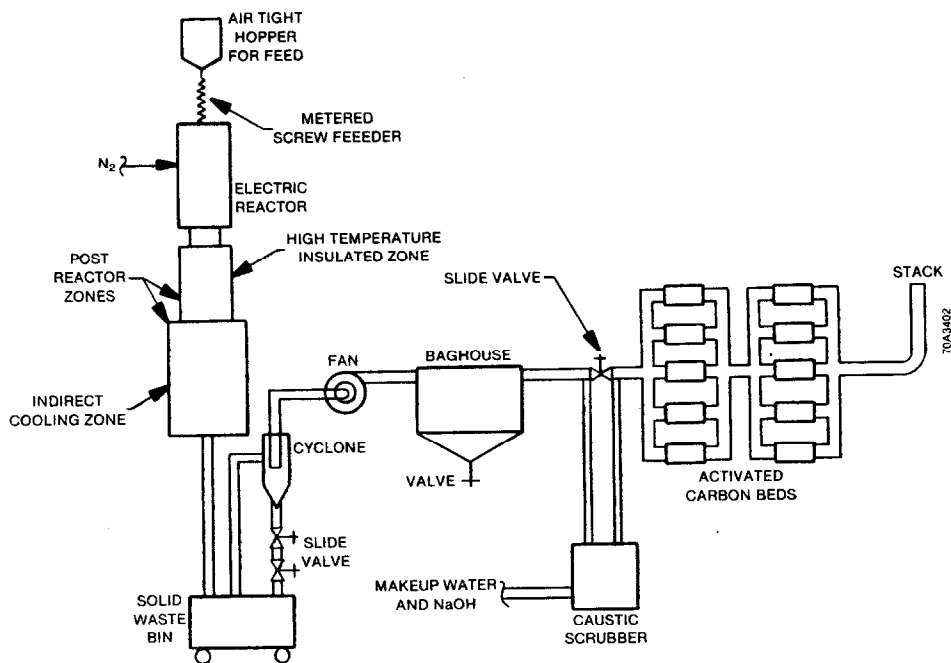 AIR TIGHT
HOPPER
FOR FEED
METERED
SCREW FEEEDER
N2
ELECTRIC
REACTOR
HIGH TEMPERATURE
INSULATED ZONE
POST
REACTOR
ZONES
INDIRECT
COOLING ZONE
FAN
CYCLONE
SLIDE
VALVE
SOLID
WASTE
BIN
BAGHOUSE
VALVE
SLIDE VALVE
MAKEUP WATER
AND NaOH
CAUSTIC
SCRUBBER
ACTIVATED
CARBON BEDS
STACK
70A3402